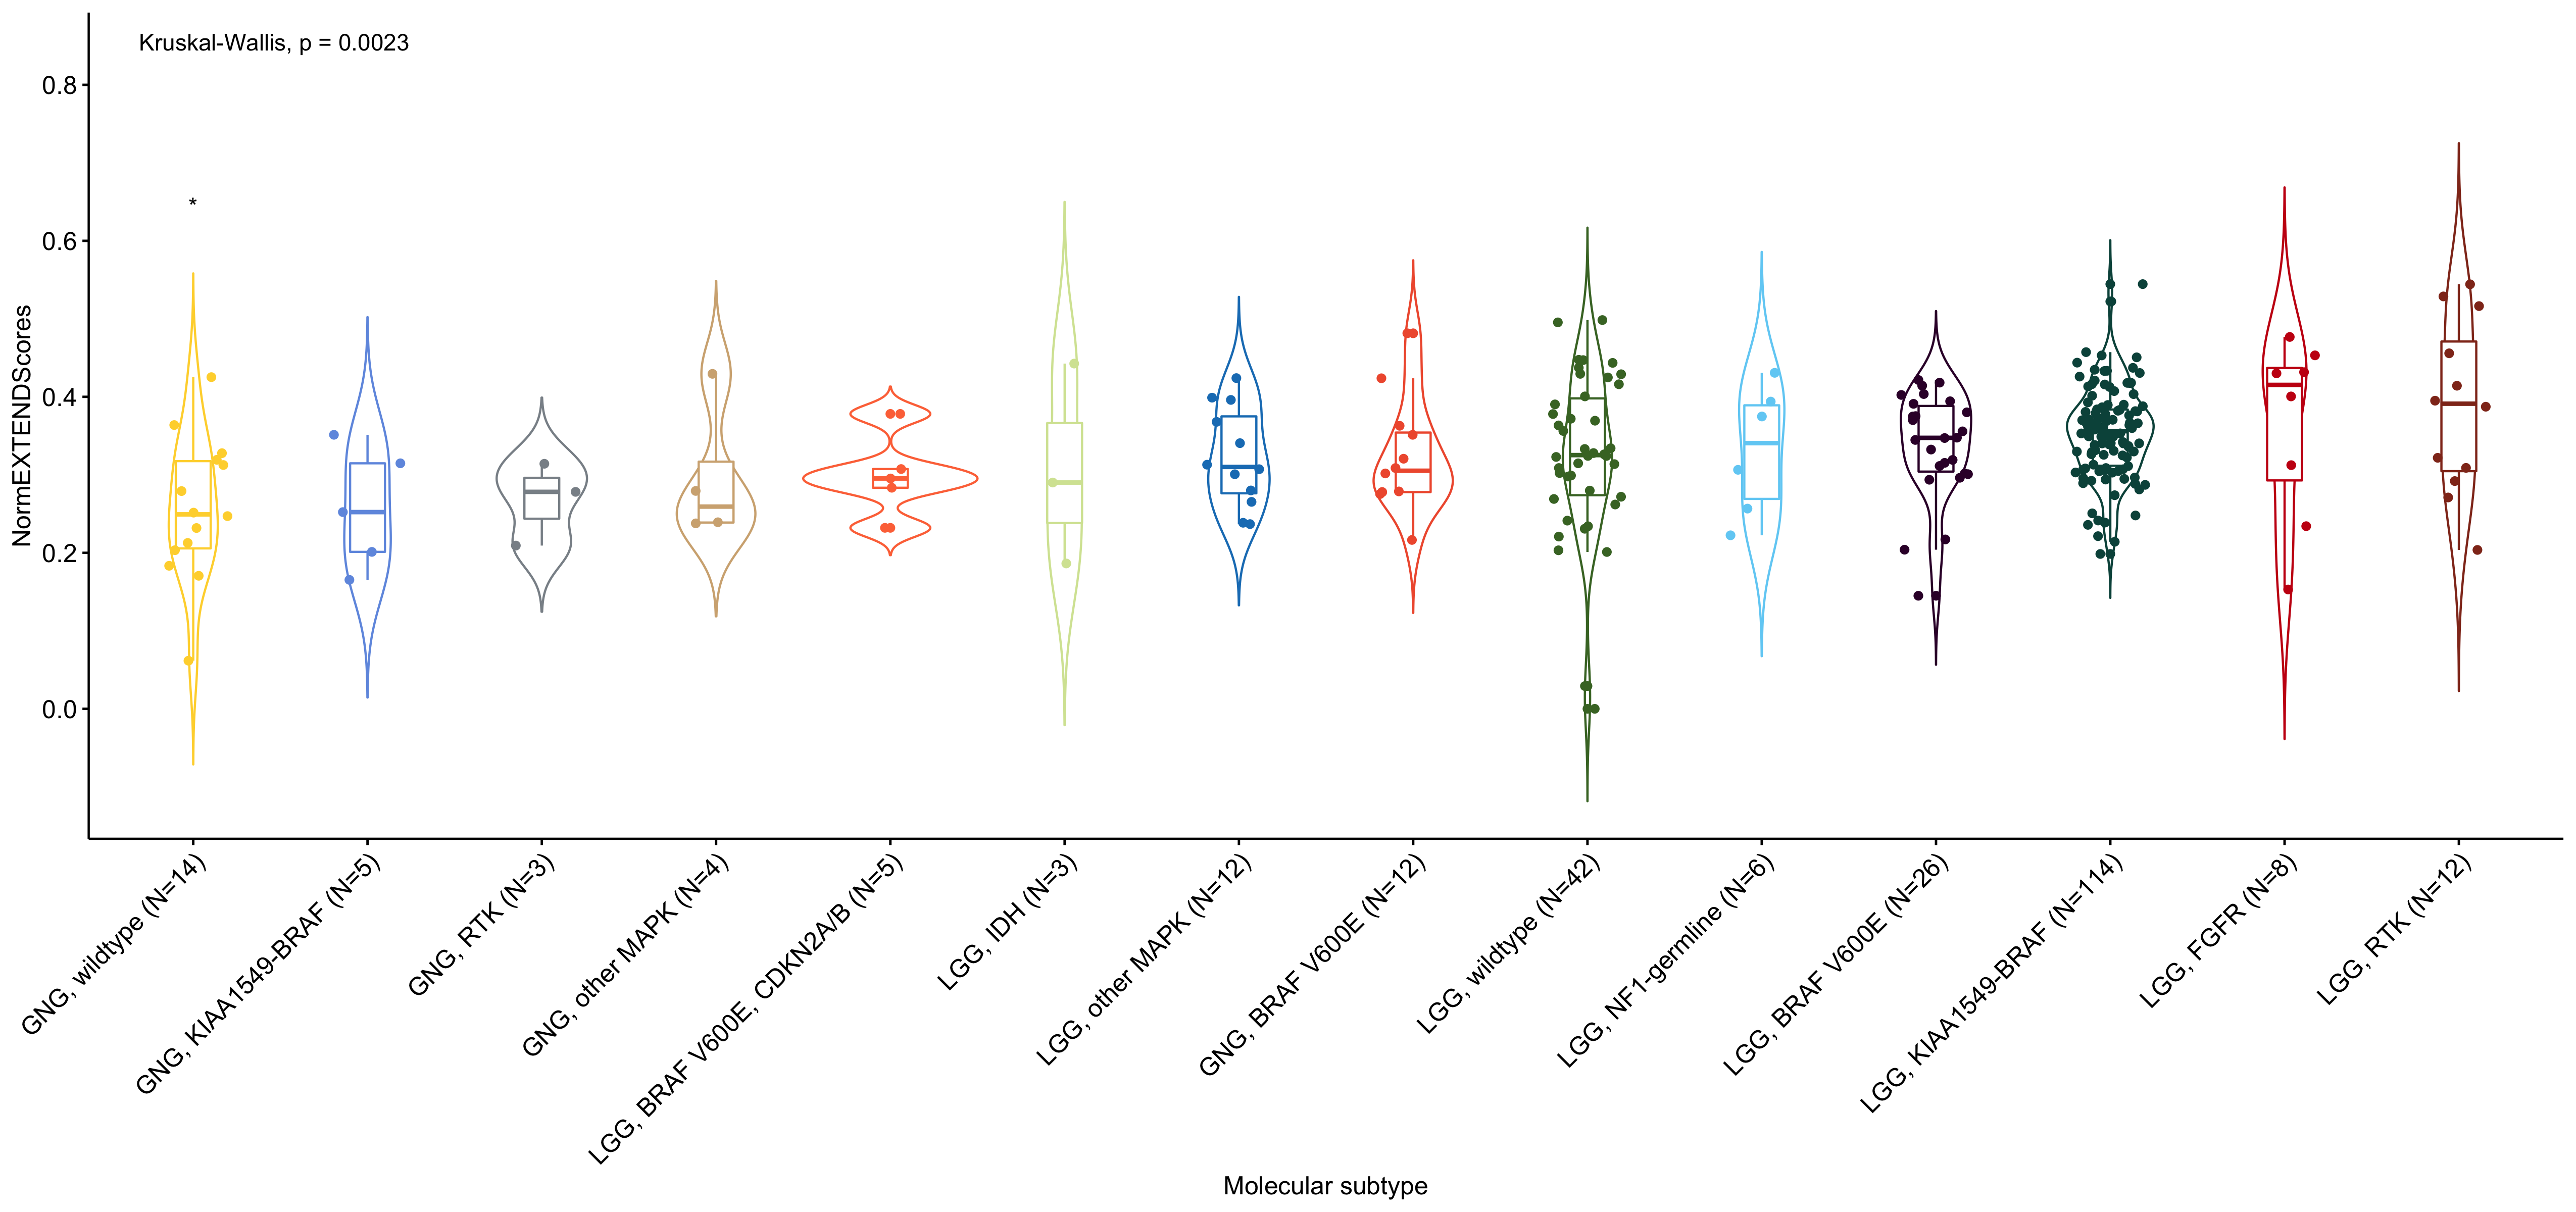 Kruskal-Wallis, p = 0.0023
*
NormEXTENDScores
0.8
0.6
0.4
0.2
0.0
GNG, wildtype (N=14)
GNG, KIAA1549-BRAF (N=5)
GNG, RTK (N=3)
GNG, other MAPK (N=4)
LGG, BRAF V600E, CDKN2A/B (N=5)
LGG, IDH (N=3)
LGG, other MAPK (N=12)
GNG, BRAF V600E (N=12)
LGG, wildtype (N=42)
LGG, NF1-germline (N=6)
LGG, BRAF V600E (N=26)
LGG, KIAA1549-BRAF (N=114)
LGG, FGFR (N=8)
LGG, RTK (N=12)
Molecular subtype